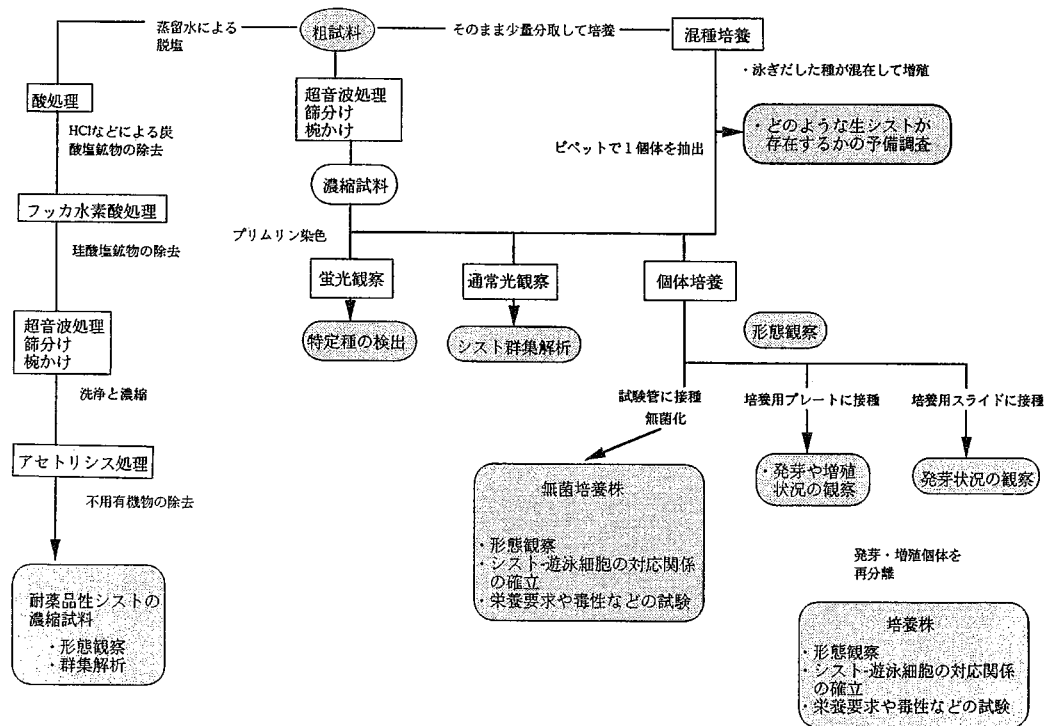 蒸留水による
脱塩
粗試料
そのまま少量分取して培養
混種培養
・泳ぎだした種が混在して増殖
酸処理
超音波処理
篩分け
椀かけ
HClなどによる炭
酸塩鉱物の除去
・どのような生シストが
存在するかの予備調査
ピペットで1個体を抽出
濃縮試料
フッカ水素酸処理
プリムリン染色
珪酸塩鉱物の除去
蛍光観察
通常光観察
個体培養
超音波処理
篩分け
椀かけ
特定種の検出
シスト群集解析
形態観察
洗浄と濃縮
試験管に接種
無菌化
培養用プレートに接種
培養用スライドに接種
アセトリシス処理
不用有機物の除去
無菌培養株
・形態観察
・シスト-遊泳細胞の対応関係
の確立
・栄養要求や毒性などの試験
・発芽や増殖
状況の観察
発芽状況の観察
発芽・増殖個体を
再分離
耐薬品性シストの
濃縮試料
・形態観察
・群集解析
培養株
・形態観察
・シスト-遊泳細胞の対応関係
の確立
・栄養要求や毒性などの試験